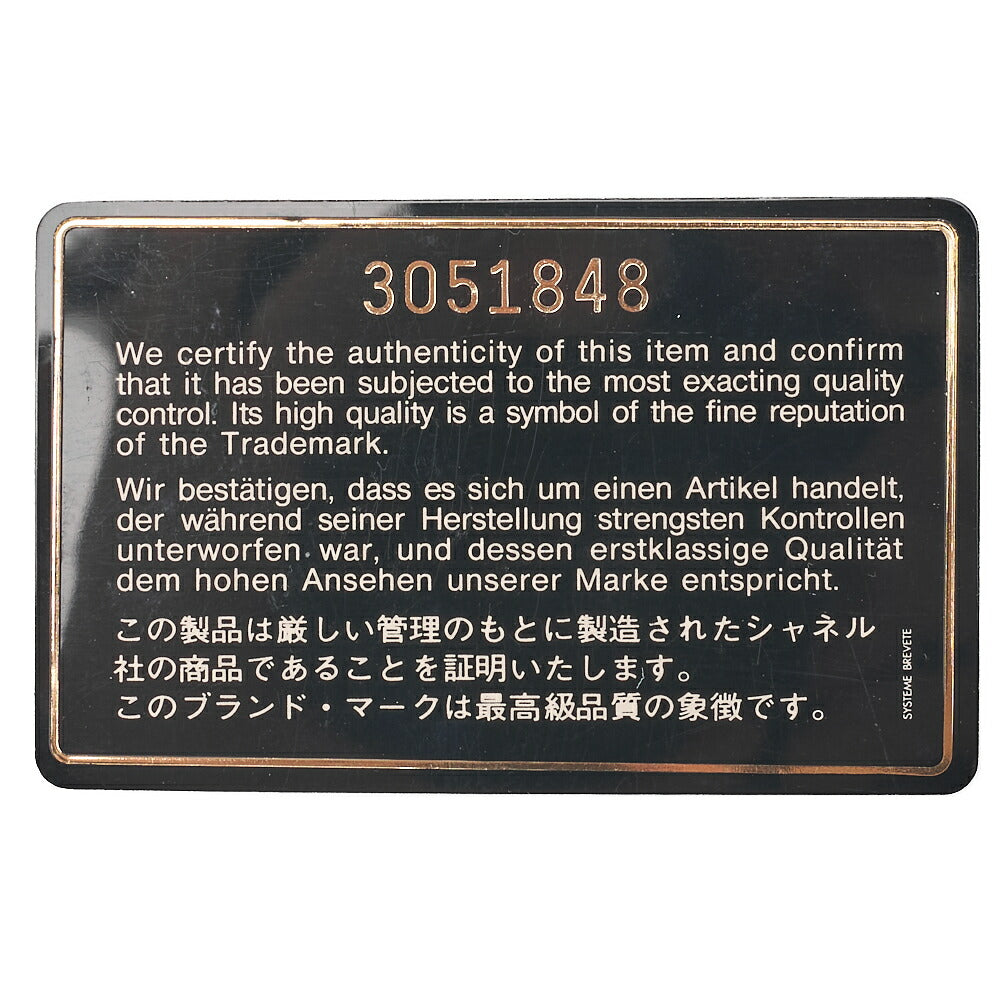 3051848
We certify the authenticity of this item and confirm
that it has been subjected to the most exacting quality
control. Its high quality is a symbol of the fine reputation
of the Trademark.
Wir bestätigen, dass es sich um einen Artikel handelt,
der während seiner Herstellung strengsten Kontrollen
unterworfen war, und dessen erstklassige Qualität
dem hohen Ansehen unserer Marke entspricht.
この製品は厳しい管理のもとに製造されたシャネル
社の商品であることを証明いたします。
このブランド・マークは最高級品質の象徴です。
SYSTEME BREVETE